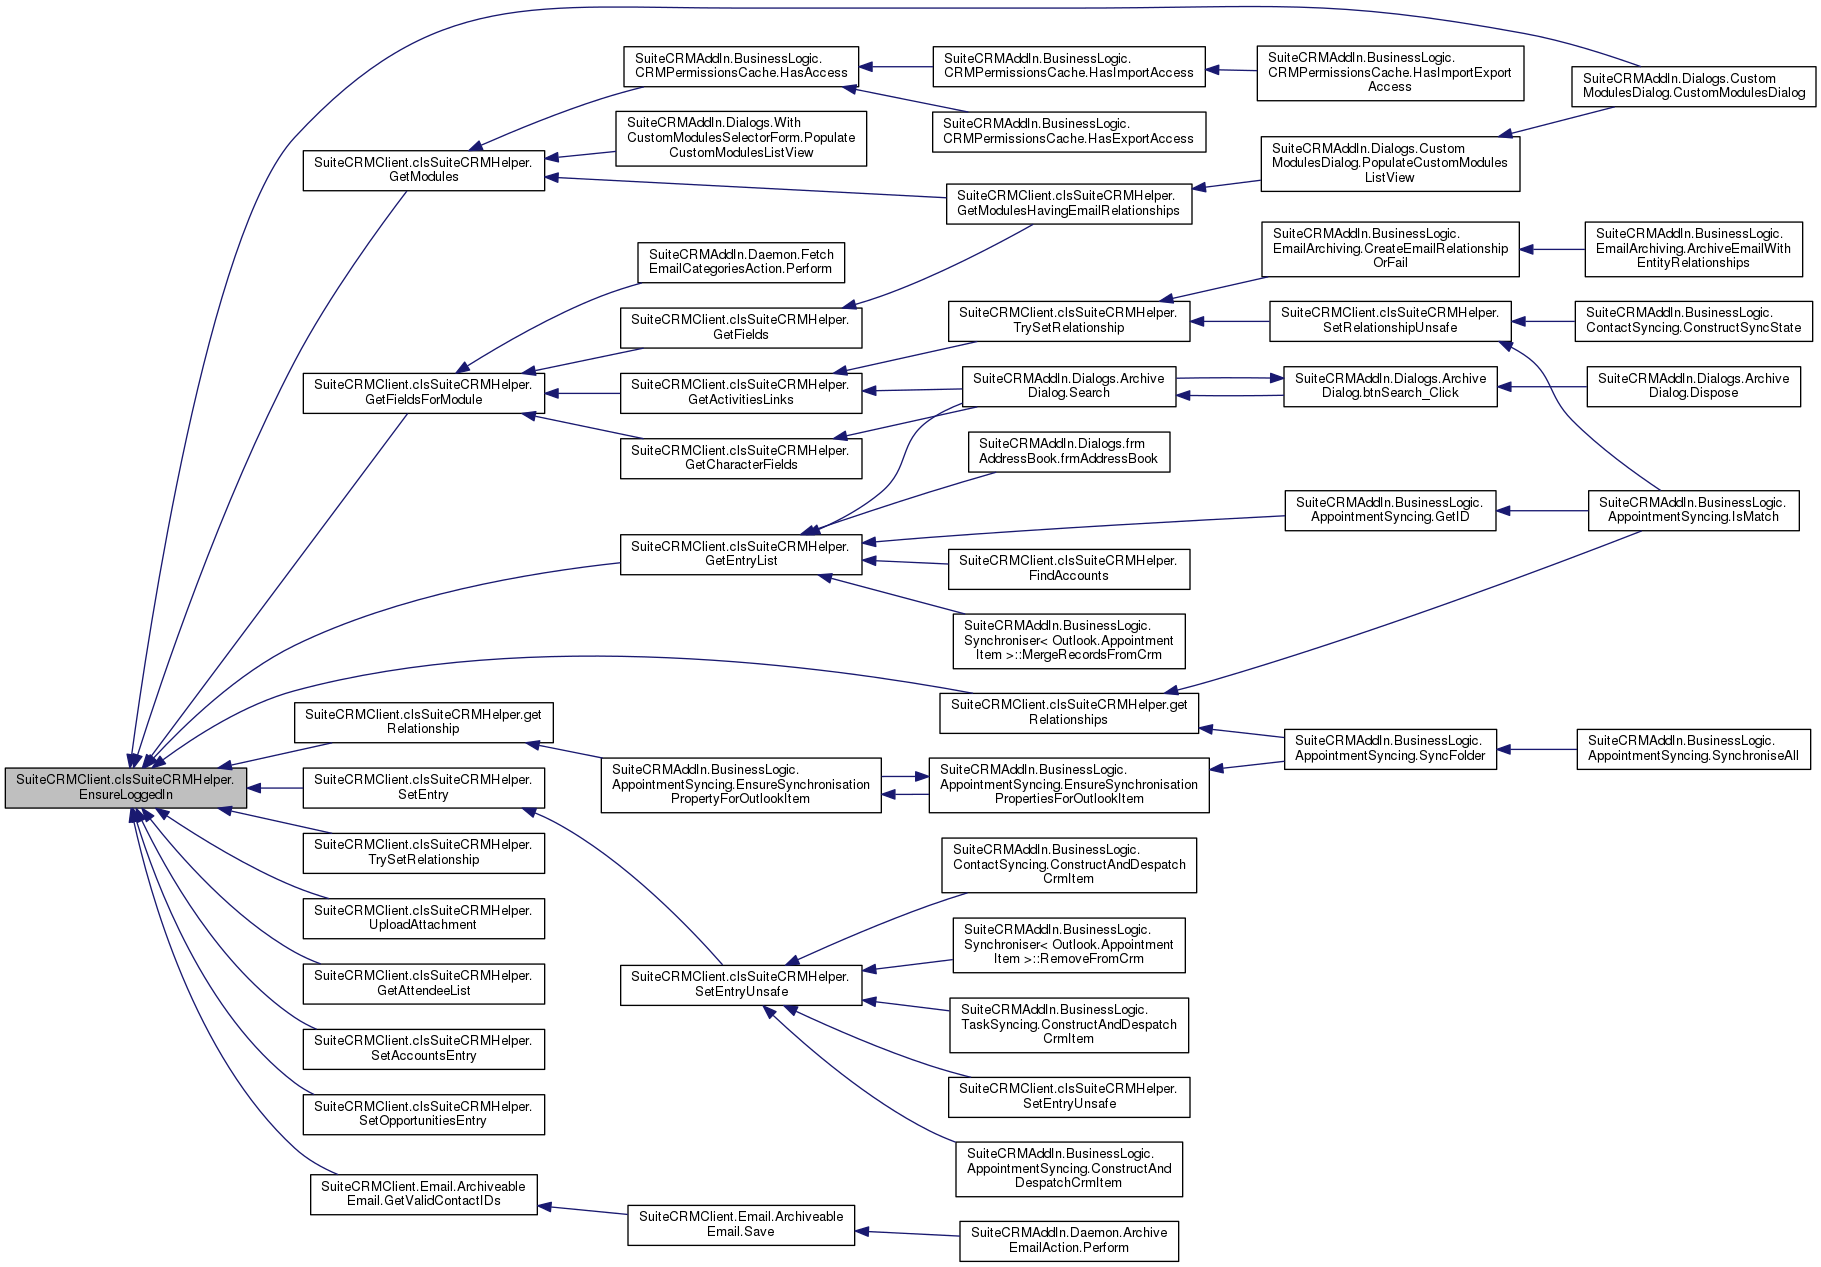 SuiteCRMClient.clsSuiteCRMHelper.
EnsureLoggedIn
SuiteCRMClient.clsSuiteCRMHelper.
GetModules
SuiteCRMClient.clsSuiteCRMHelper.
GetFieldsForModule
SuiteCRMClient.clsSuiteCRMHelper.get
Relationship
SuiteCRMClient.clsSuiteCRMHelper.
SetEntry
SuiteCRMClient.clsSuiteCRMHelper.
TrySetRelationship
SuiteCRMClient.clsSuiteCRMHelper.
UploadAttachment
SuiteCRMClient.clsSuiteCRMHelper.
GetAttendeeList
SuiteCRMClient.clsSuiteCRMHelper.
SetAccountsEntry
SuiteCRMClient.clsSuiteCRMHelper.
SetOpportunitiesEntry
SuiteCRMClient.Email.Archiveable
Email.GetValidContactIDs
SuiteCRMAddIn.BusinessLogic.
CRMPermissionsCache.HasAccess
SuiteCRMAddIn.Dialogs.With
CustomModulesSelectorForm.Populate
CustomModulesListView
SuiteCRMAddIn.Daemon.Fetch
EmailCategoriesAction.Perform
SuiteCRMClient.clsSuiteCRMHelper.
GetFields
SuiteCRMClient.clsSuiteCRMHelper.
GetActivitiesLinks
SuiteCRMClient.clsSuiteCRMHelper.
GetCharacterFields
SuiteCRMClient.clsSuiteCRMHelper.
GetEntryList
SuiteCRMAddIn.BusinessLogic.
AppointmentSyncing.EnsureSynchronisation
PropertyForOutlookItem
SuiteCRMClient.clsSuiteCRMHelper.
SetEntryUnsafe
SuiteCRMClient.Email.Archiveable
Email.Save
SuiteCRMAddIn.BusinessLogic.
CRMPermissionsCache.HasImportAccess
SuiteCRMAddIn.BusinessLogic.
CRMPermissionsCache.HasExportAccess
SuiteCRMClient.clsSuiteCRMHelper.
GetModulesHavingEmailRelationships
SuiteCRMClient.clsSuiteCRMHelper.
TrySetRelationship
SuiteCRMAddIn.Dialogs.Archive
Dialog.Search
SuiteCRMAddIn.Dialogs.frm
AddressBook.frmAddressBook
SuiteCRMClient.clsSuiteCRMHelper.
FindAccounts
SuiteCRMAddIn.BusinessLogic.
Synchroniser< Outlook.Appointment
Item >::MergeRecordsFromCrm
SuiteCRMClient.clsSuiteCRMHelper.get
Relationships
SuiteCRMAddIn.BusinessLogic.
AppointmentSyncing.EnsureSynchronisation
PropertiesForOutlookItem
SuiteCRMAddIn.BusinessLogic.
ContactSyncing.ConstructAndDespatch
CrmItem
SuiteCRMAddIn.BusinessLogic.
Synchroniser< Outlook.Appointment
Item >::RemoveFromCrm
SuiteCRMAddIn.BusinessLogic.
TaskSyncing.ConstructAndDespatch
CrmItem
SuiteCRMClient.clsSuiteCRMHelper.
SetEntryUnsafe
SuiteCRMAddIn.BusinessLogic.
AppointmentSyncing.ConstructAnd
DespatchCrmItem
SuiteCRMAddIn.Daemon.Archive
EmailAction.Perform
SuiteCRMAddIn.BusinessLogic.
CRMPermissionsCache.HasImportExport
Access
SuiteCRMAddIn.Dialogs.Custom
ModulesDialog.PopulateCustomModules
ListView
SuiteCRMAddIn.BusinessLogic.
EmailArchiving.CreateEmailRelationship
OrFail
SuiteCRMClient.clsSuiteCRMHelper.
SetRelationshipUnsafe
SuiteCRMAddIn.Dialogs.Archive
Dialog.btnSearch_Click
SuiteCRMAddIn.BusinessLogic.
AppointmentSyncing.GetID
SuiteCRMAddIn.BusinessLogic.
AppointmentSyncing.SyncFolder
SuiteCRMAddIn.Dialogs.Custom
ModulesDialog.CustomModulesDialog
SuiteCRMAddIn.BusinessLogic.
EmailArchiving.ArchiveEmailWith
EntityRelationships
SuiteCRMAddIn.BusinessLogic.
ContactSyncing.ConstructSyncState
SuiteCRMAddIn.Dialogs.Archive
Dialog.Dispose
SuiteCRMAddIn.BusinessLogic.
AppointmentSyncing.IsMatch
SuiteCRMAddIn.BusinessLogic.
AppointmentSyncing.SynchroniseAll